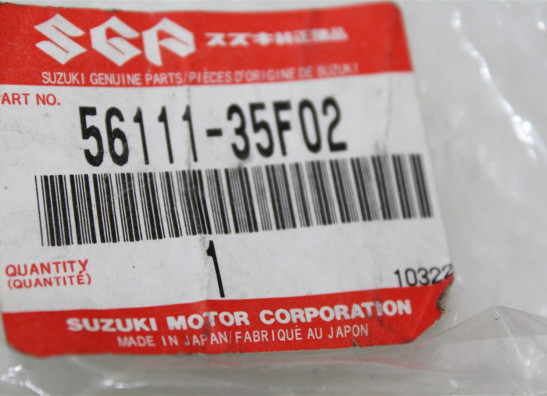 SGP スズキ純正部品
SUZUKI GENUINE PARTS/PIÈCES D'ORIGINE DE SUZUKI
PART NO. 56111-35F02
QUANTITY
(QUANTITÉ) 1 10322
SUZUKI MOTOR CORPORATION
MADE IN JAPAN/FABRIQUÉ AU JAPON